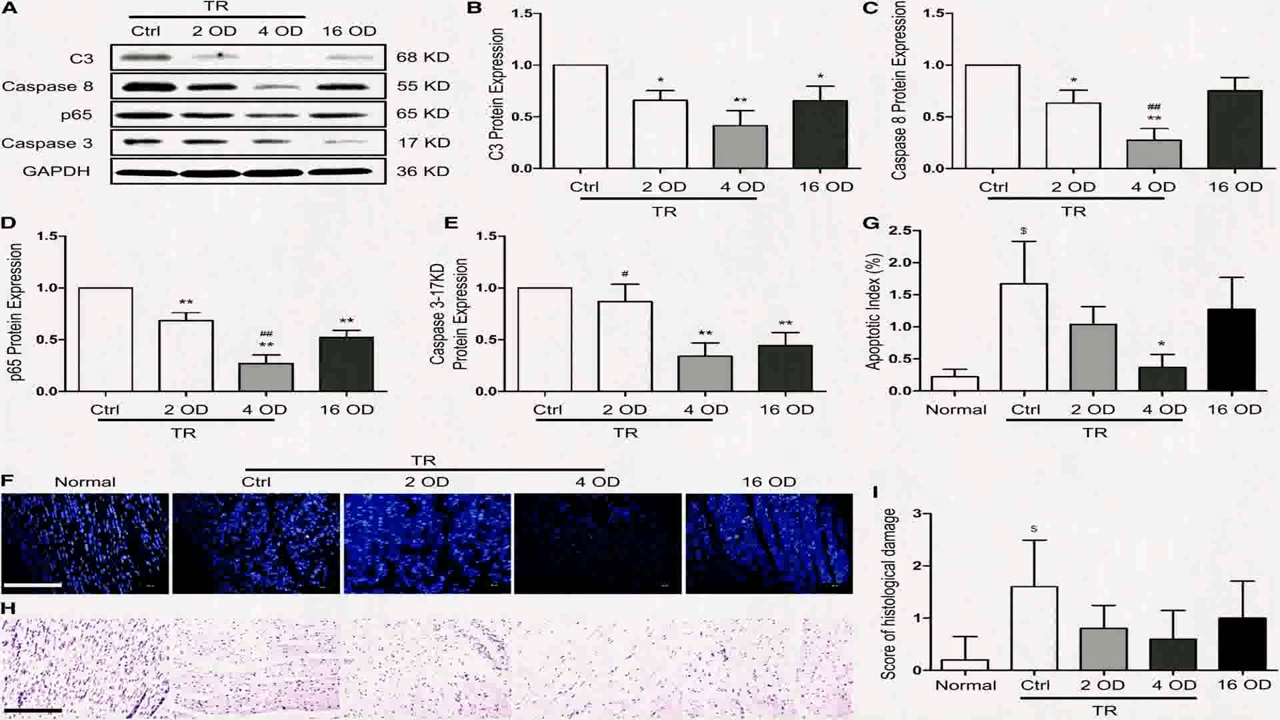 A
TR
Ctrl 2 OD 4 OD 16 OD
C3 68 KD
Caspase 8 55 KD
p65 65 KD
Caspase 3 17 KD
GAPDH 36 KD
B
C3 Protein Expression
1.5
1.0
0.5
0.0
* ** *
Ctrl 2 OD 4 OD 16 OD
TR
C
Caspase 8 Protein Expression
1.5
1.0
0.5
0.0
* ## **
Ctrl 2 OD 4 OD 16 OD
TR
D
p65 Protein Expression
1.5
1.0
0.5
0.0
** ## ** **
Ctrl 2 OD 4 OD 16 OD
TR
E
Caspase 3-17KD
Protein Expression
1.5
1.0
0.5
0.0
# ** **
Ctrl 2 OD 4 OD 16 OD
TR
G
Apoptotic Index (%)
2.5
2.0
1.5
1.0
0.5
0.0
$ *
Normal Ctrl 2 OD 4 OD 16 OD
TR
F
TR
Normal Ctrl 2 OD 4 OD 16 OD
H
I
Score of histological damage
3
2
1
0
$
Normal Ctrl 2 OD 4 OD 16 OD
TR